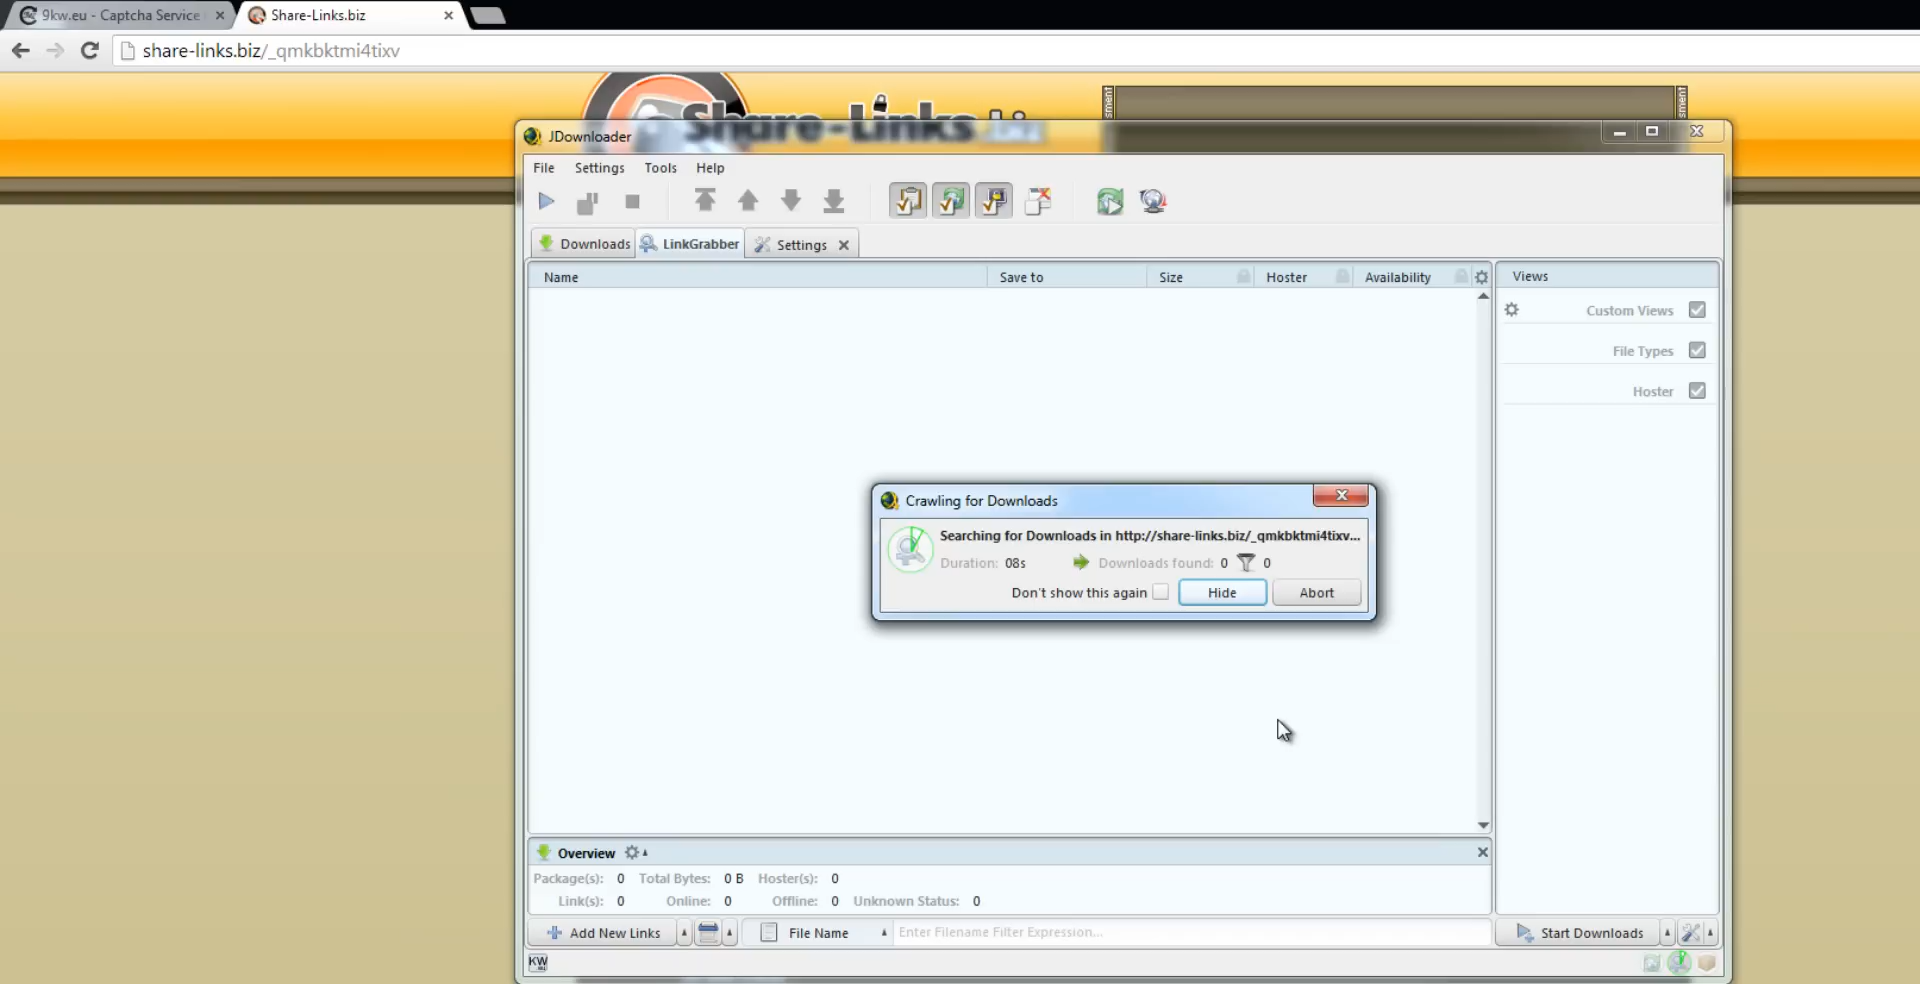 9kw.eu - Captcha Service
Share-Links.biz
share-links.biz/_qmkbktmi4tixv
Share-Links
JDownloader
File Settings Tools Help
Downloads LinkGrabber Settings
Name Save to Size Hoster Availability
Views
Custom Views
File Types
Hoster
Crawling for Downloads
Searching for Downloads in http://share-links.biz/_qmkbktmi4tixv...
Duration: 08s Downloads found: 0 0
Don't show this again Hide Abort
Overview
Package(s): 0 Total Bytes: 0 B Hoster(s): 0
Link(s): 0 Online: 0 Offline: 0 Unknown Status: 0
Add New Links File Name Enter Filename Filter Expression... Start Downloads
KW